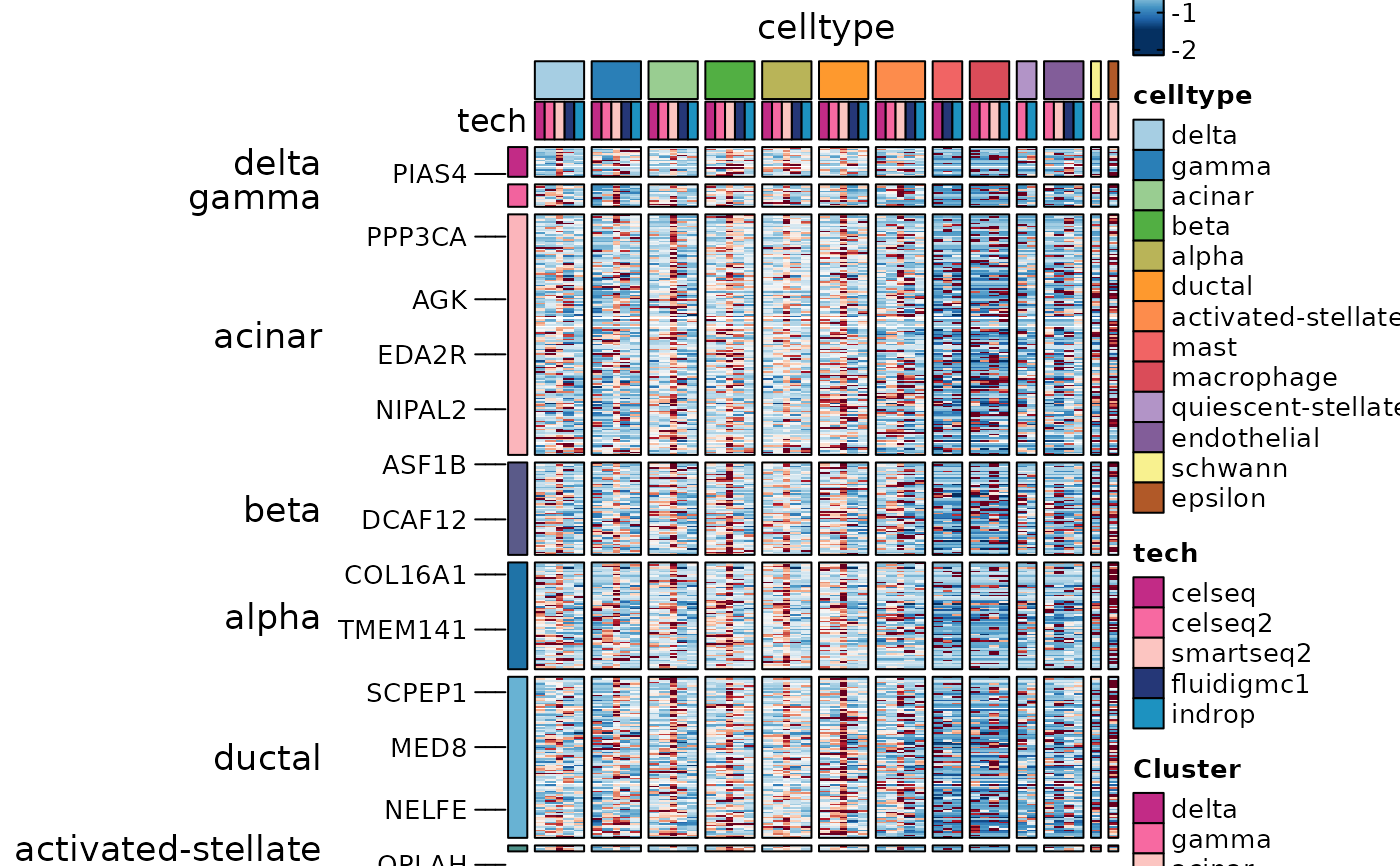 celltype
tech
delta
gamma
acinar
beta
alpha
ductal
activated-stellate
PIAS4
PPP3CA
AGK
EDA2R
NIPAL2
ASF1B
DCAF12
COL16A1
TMEM141
SCPEP1
MED8
NELFE
OPLAH
-1
-2
celltype
delta
gamma
acinar
beta
alpha
ductal
activated-stellate
mast
macrophage
quiescent-stellate
endothelial
schwann
epsilon
tech
celseq
celseq2
smartseq2
fluidigmc1
indrop
Cluster
delta
gamma
acinar